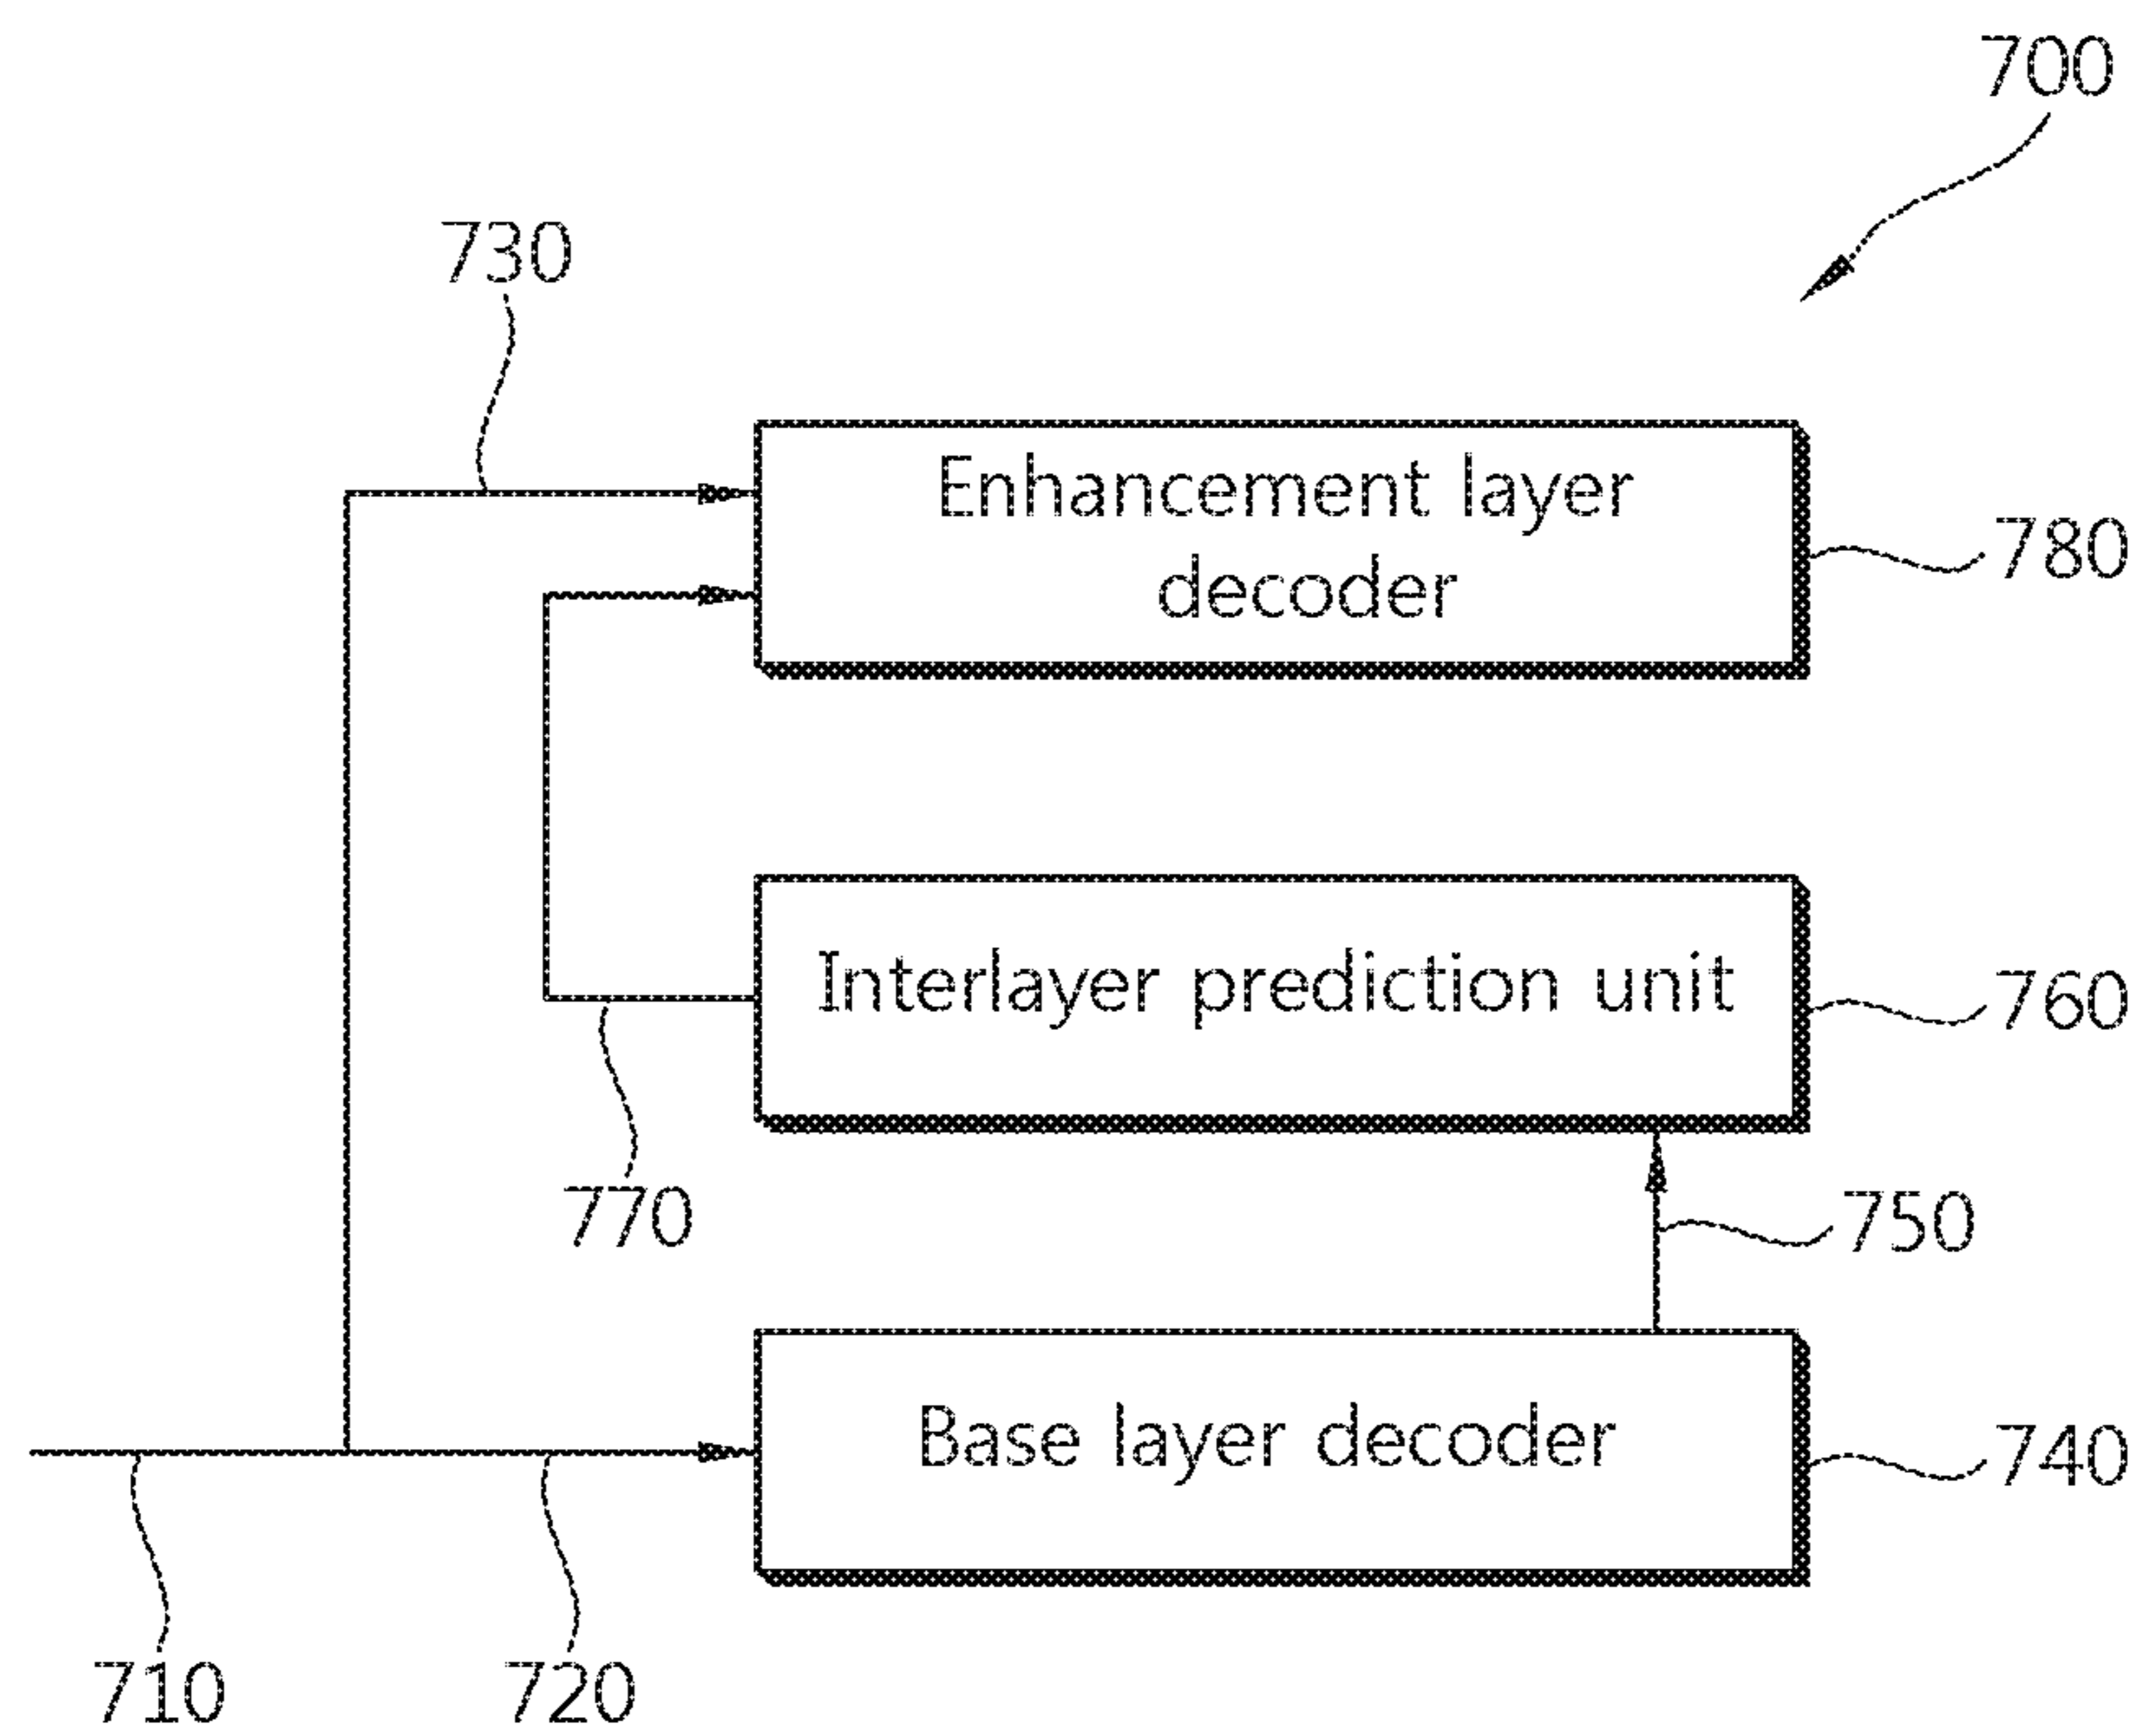 700
730
Enhancement layer
decoder
780
Interlayer prediction unit
760
770
750
Base layer decoder
740
710
720